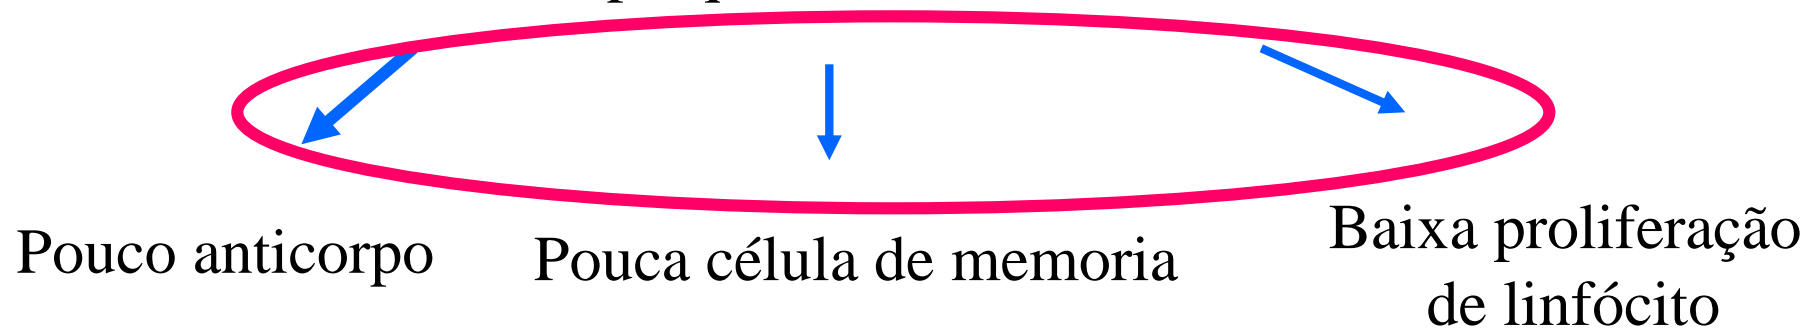 Pouco anticorpo
Pouca célula de memoria
Baixa proliferação
de linfócito